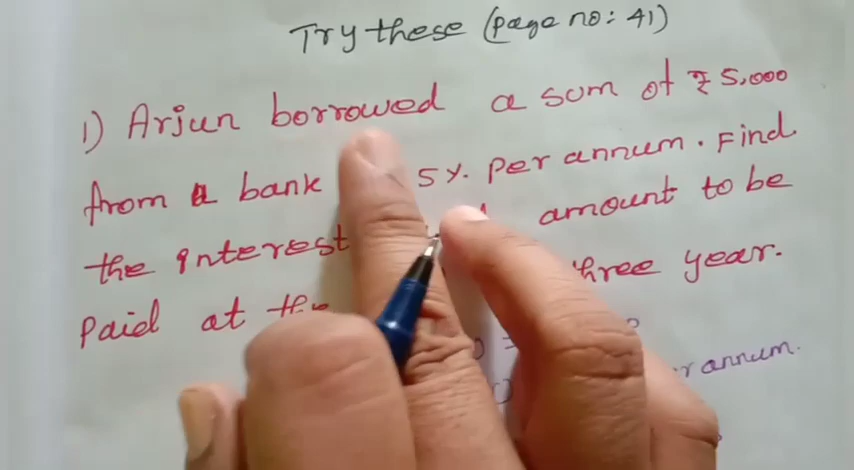 Try these (page no: 41)
1) Arjun borrowed a sum of ₹ 5,000
from a bank 5%. per annum. Find
the interest amount to be
Paid at the three year.
annum.